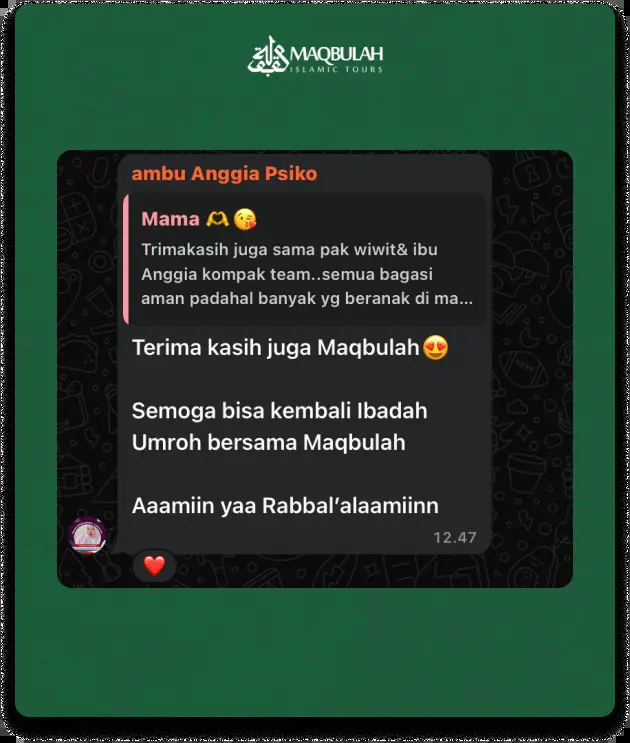 MAQBULAH
ISLAMIC TOURS
ambu Anggia Psiko
Mama 🫶😘
Trimakasih juga sama pak wiwit& ibu
Anggia kompak team..semua bagasi
aman padahal banyak yg beranak di ma...
Terima kasih juga Maqbulah😍
Semoga bisa kembali Ibadah
Umroh bersama Maqbulah
Aaamiin yaa Rabbal’alaamiinn
12.47
❤️